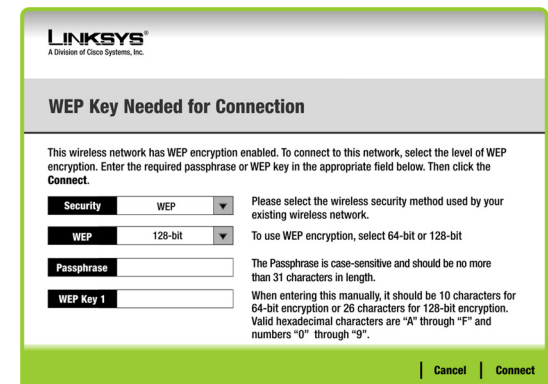 LINKSYS®
A Division of Cisco Systems, Inc.
WEP Key Needed for Connection
This wireless network has WEP encryption enabled. To connect to this network, select the level of WEP
encryption. Enter the required passphrase or WEP key in the appropriate field below. Then click the
Connect.
Security WEP
Please select the wireless security method used by your
existing wireless network.
WEP 128-bit
To use WEP encryption, select 64-bit or 128-bit
Passphrase
The Passphrase is case-sensitive and should be no more
than 31 characters in length.
WEP Key 1
When entering this manually, it should be 10 characters for
64-bit encryption or 26 characters for 128-bit encryption.
Valid hexadecimal characters are “A” through “F” and
numbers “0” through “9”.
Cancel Connect